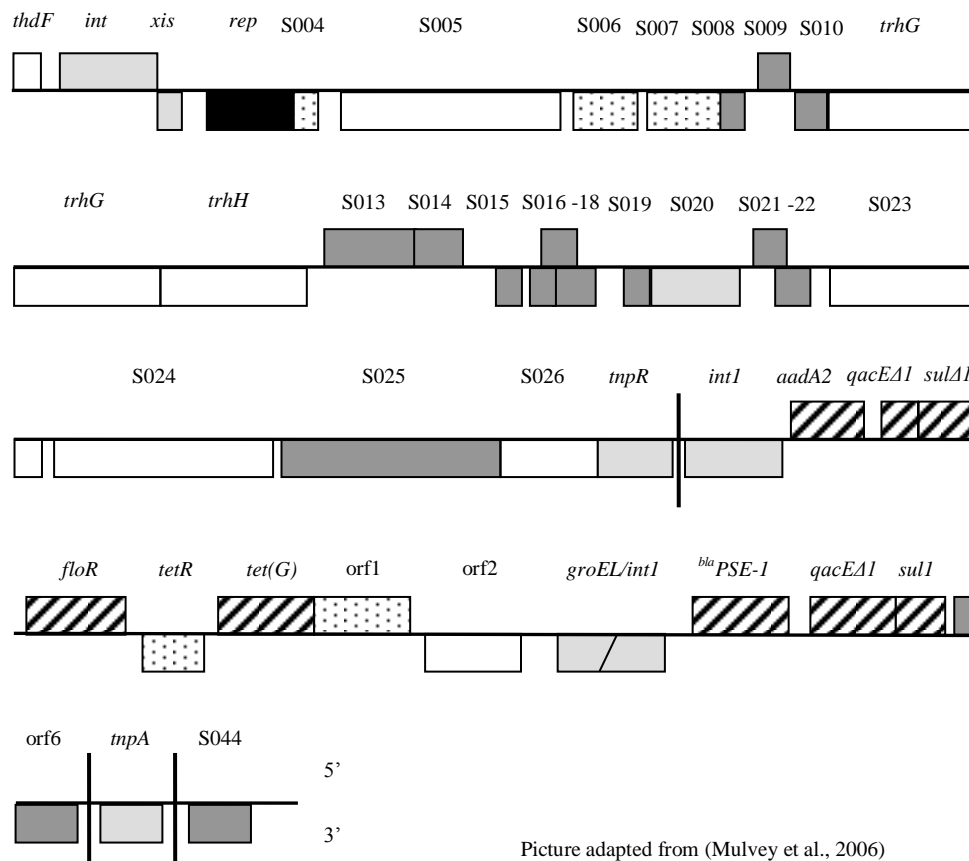 thdF int xis rep S004 S005 S006 S007 S008 S009 S010 trhG
trhG trhH S013 S014 S015 S016 -18 S019 S020 S021 -22 S023
S024 S025 S026 tnpR int1 aadA2 qacEΔ1 sulΔ1
floR tetR tet(G) orf1 orf2 groEL/int1 blaPSE-1 qacEΔ1 sul1
orf6 tnpA S044
5’
3’
Picture adapted from (Mulvey et al., 2006)